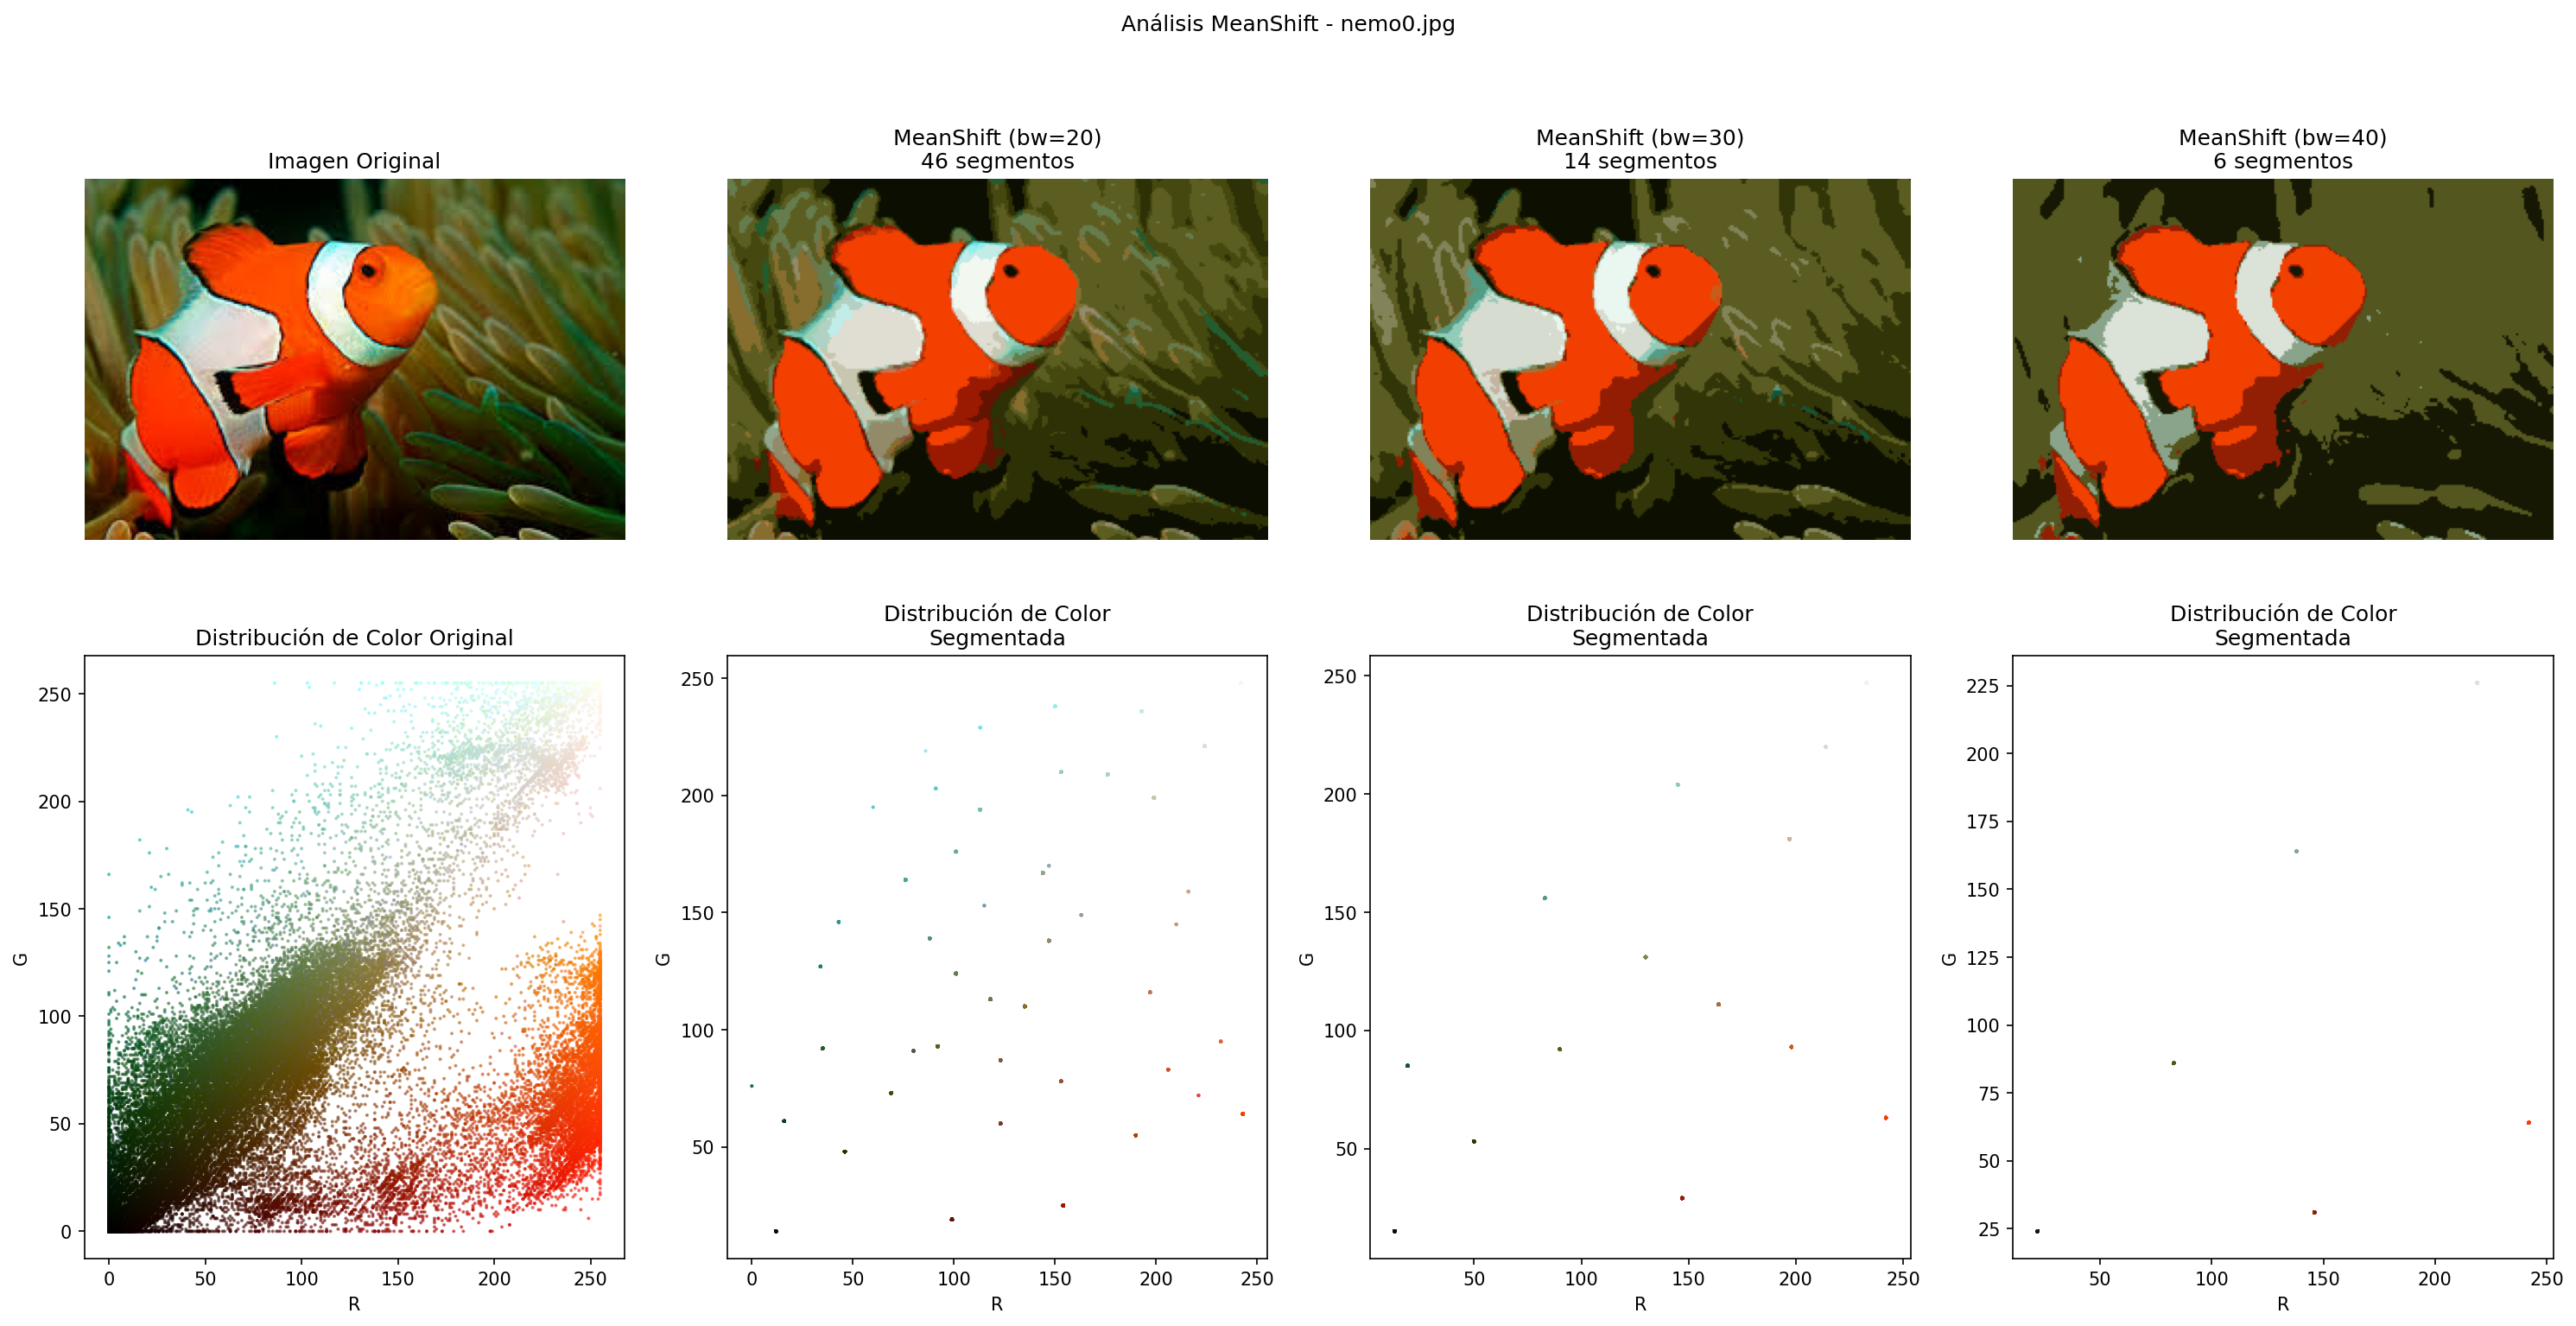 Análisis MeanShift - nemo0.jpg
Imagen Original
MeanShift (bw=20)
46 segmentos
MeanShift (bw=30)
14 segmentos
MeanShift (bw=40)
6 segmentos
Distribución de Color Original
250
200
150
100
50
0
G
0 50 100 150 200 250
R
Distribución de Color
Segmentada
250
200
150
100
50
G
0 50 100 150 200 250
R
Distribución de Color
Segmentada
250
200
150
100
50
G
50 100 150 200 250
R
Distribución de Color
Segmentada
225
200
175
150
125
100
75
50
25
G
50 100 150 200 250
R